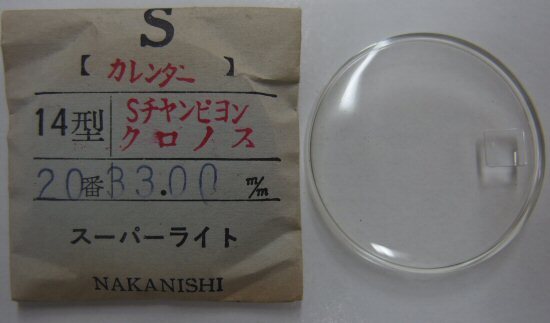 S
【 カレンダー 】
14型 Sチヤンピヨン
クロノス
20番 33.00 m/m
スーパーライト
NAKANISHI